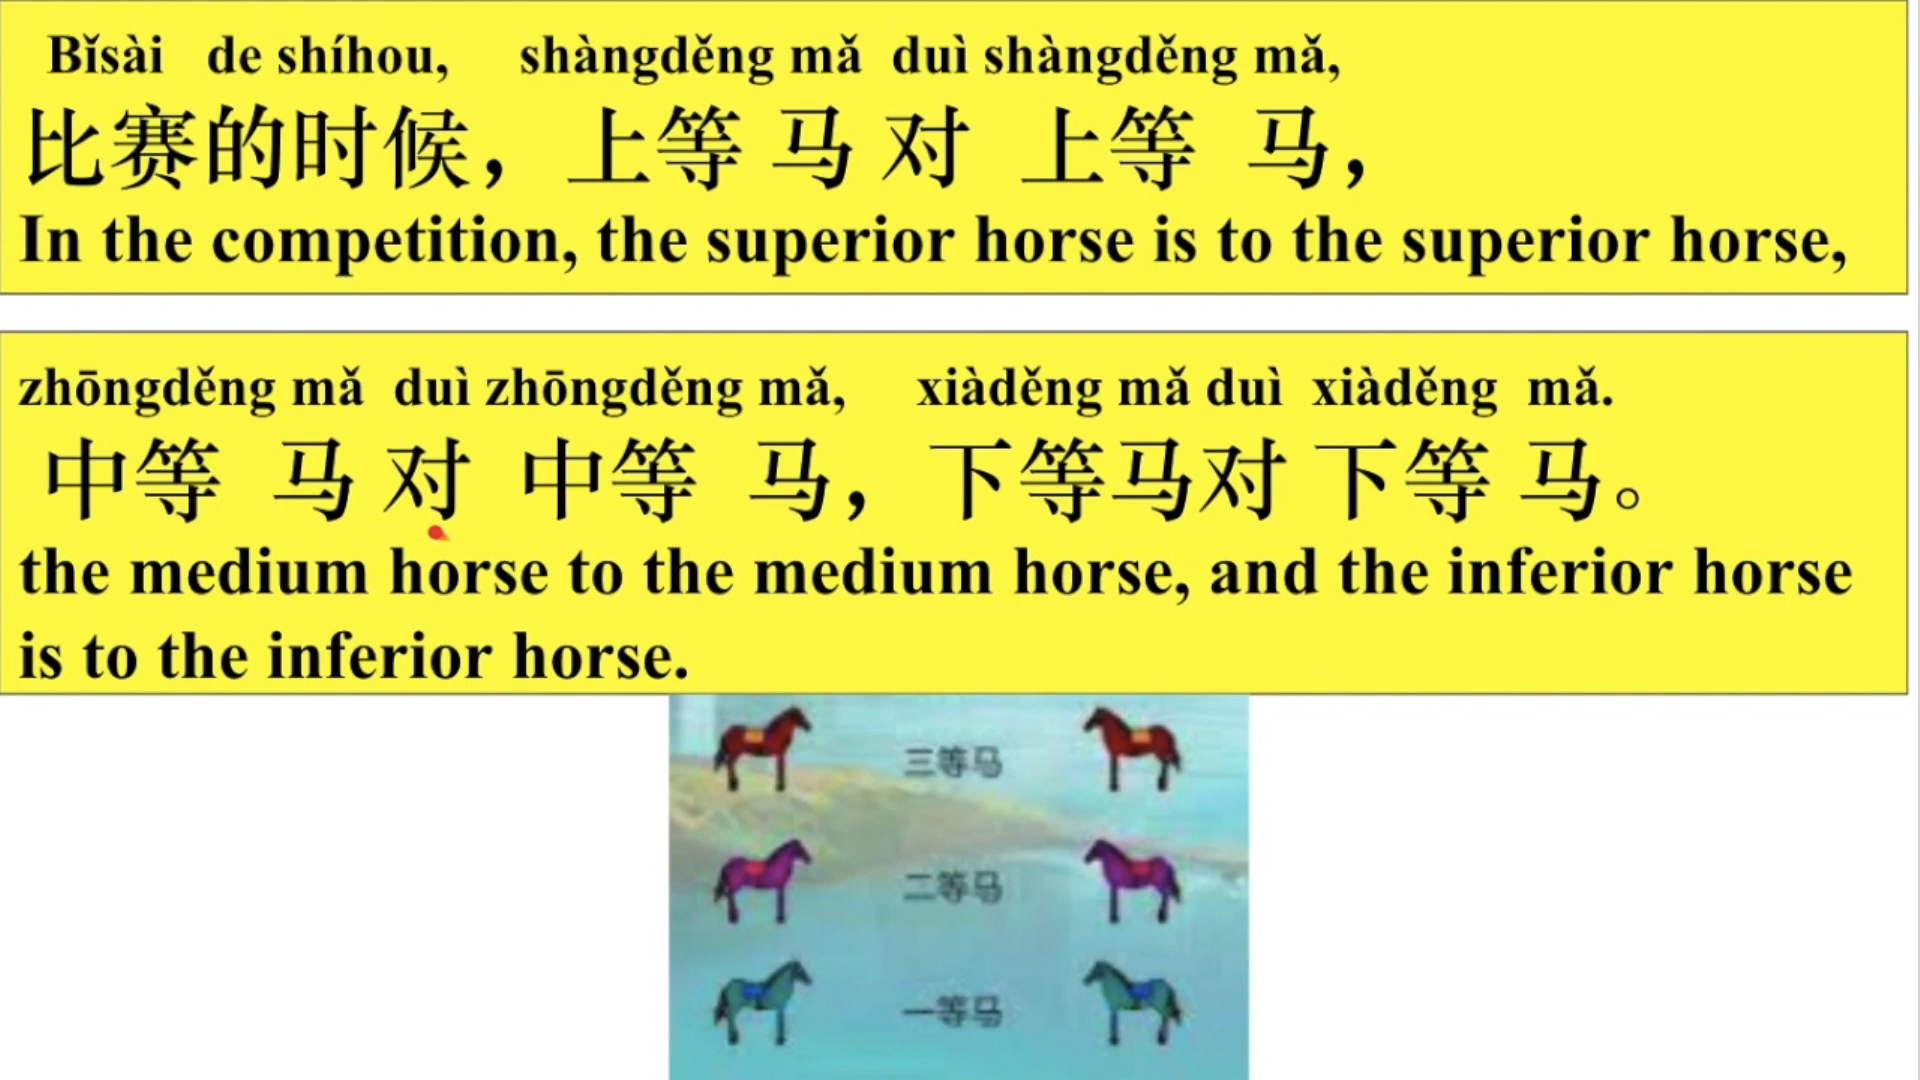 Bǐsài de shíhou, shàngděng mǎ duì shàngděng mǎ,
比赛的时候，上等 马 对 上等 马，
In the competition, the superior horse is to the superior horse,
zhōngděng mǎ duì zhōngděng mǎ, xiàděng mǎ duì xiàděng mǎ.
中等 马 对 中等 马，下等马对 下等 马。
the medium horse to the medium horse, and the inferior horse
is to the inferior horse.
三等马
二等马
一等马